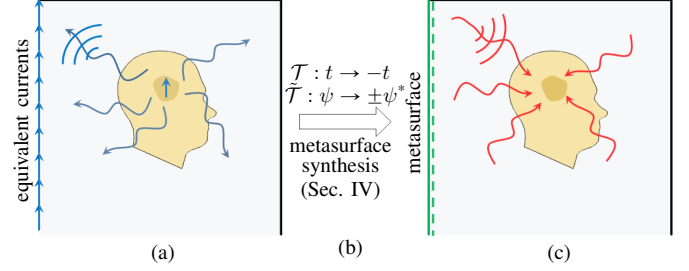 equivalent currents
𝒯 : t → −t
𝒯̃ : ψ → ±ψ*
metasurface
synthesis
(Sec. IV)
metasurface
(a)
(b)
(c)